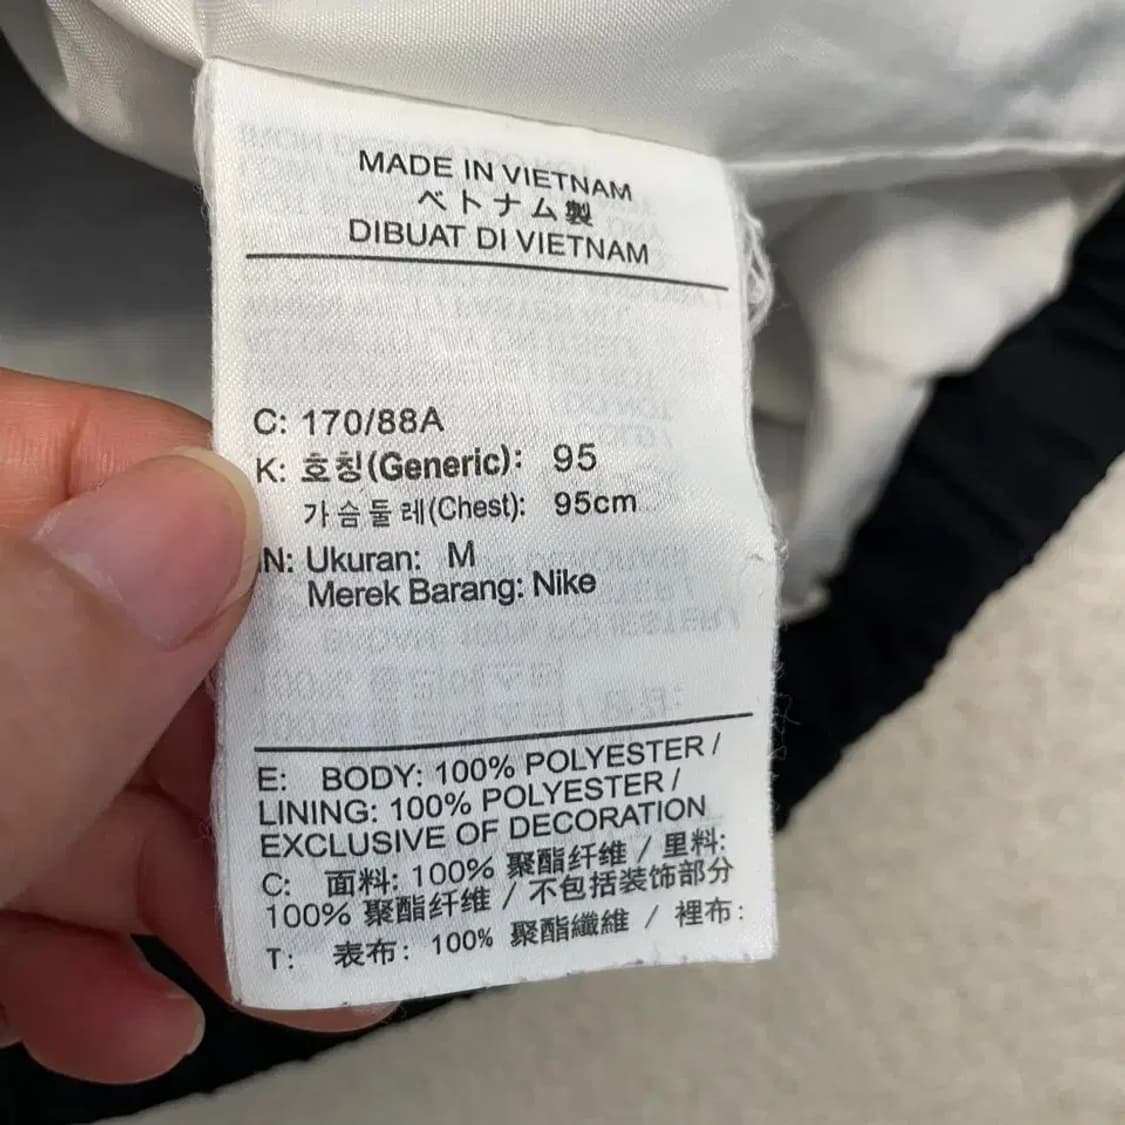 MADE IN VIETNAM
ベトナム製
DIBUAT DI VIETNAM
C: 170/88A
K: 호칭(Generic): 95
가슴둘레(Chest): 95cm
IN: Ukuran: M
Merek Barang: Nike
E: BODY: 100% POLYESTER /
LINING: 100% POLYESTER /
EXCLUSIVE OF DECORATION
C: 面料: 100% 聚酯纤维 / 里料:
100% 聚酯纤维 / 不包括装饰部分
T: 表布: 100% 聚酯纖維 / 裡布: